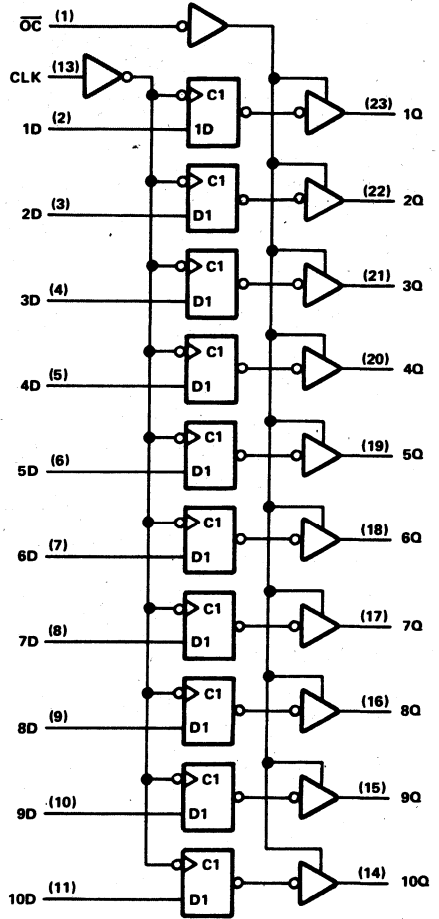 OC (1)
CLK (13)
C1
1D (2) 1D (23) 1Q
C1
2D (3) D1 (22) 2Q
C1
3D (4) D1 (21) 3Q
C1
4D (5) D1 (20) 4Q
C1
5D (6) D1 (19) 5Q
C1
6D (7) D1 (18) 6Q
C1
7D (8) D1 (17) 7Q
C1
8D (9) D1 (16) 8Q
C1
9D (10) D1 (15) 9Q
C1
10D (11) D1 (14) 10Q